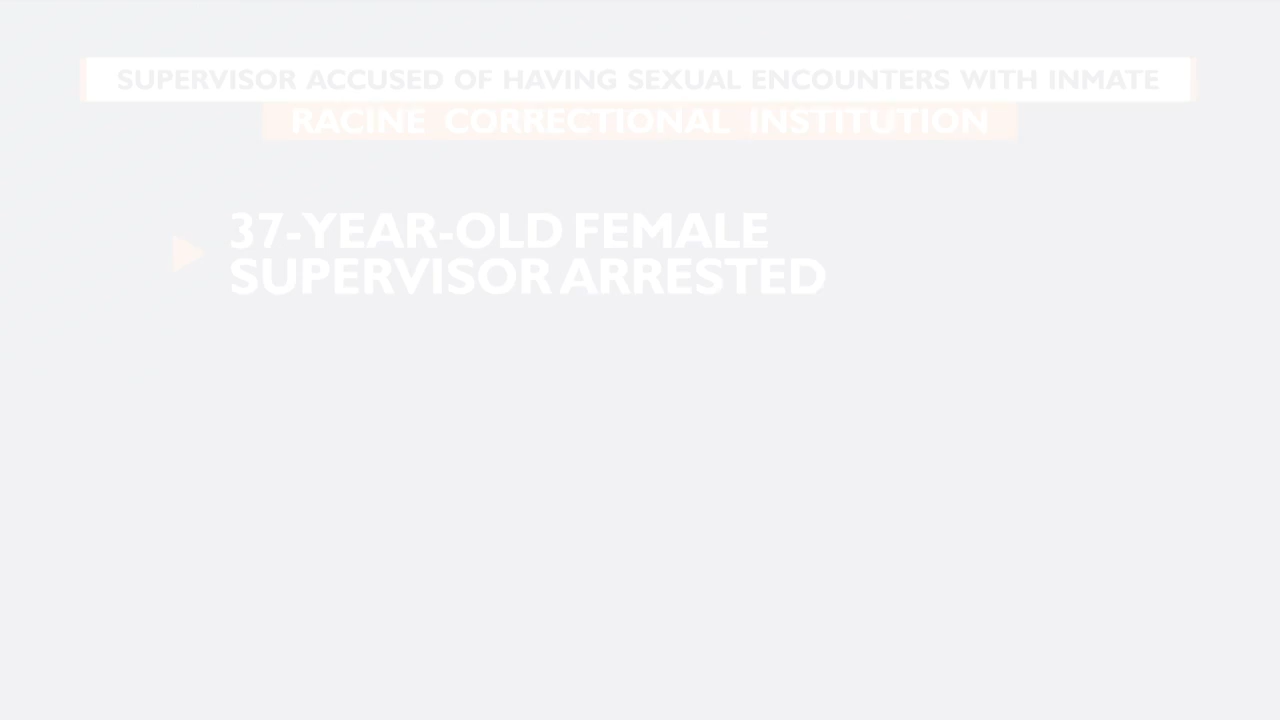 SUPERVISOR ACCUSED OF HAVING SEXUAL ENCOUNTERS WITH INMATE
RACINE CORRECTIONAL INSTITUTION
37-YEAR-OLD FEMALE
SUPERVISOR ARRESTED